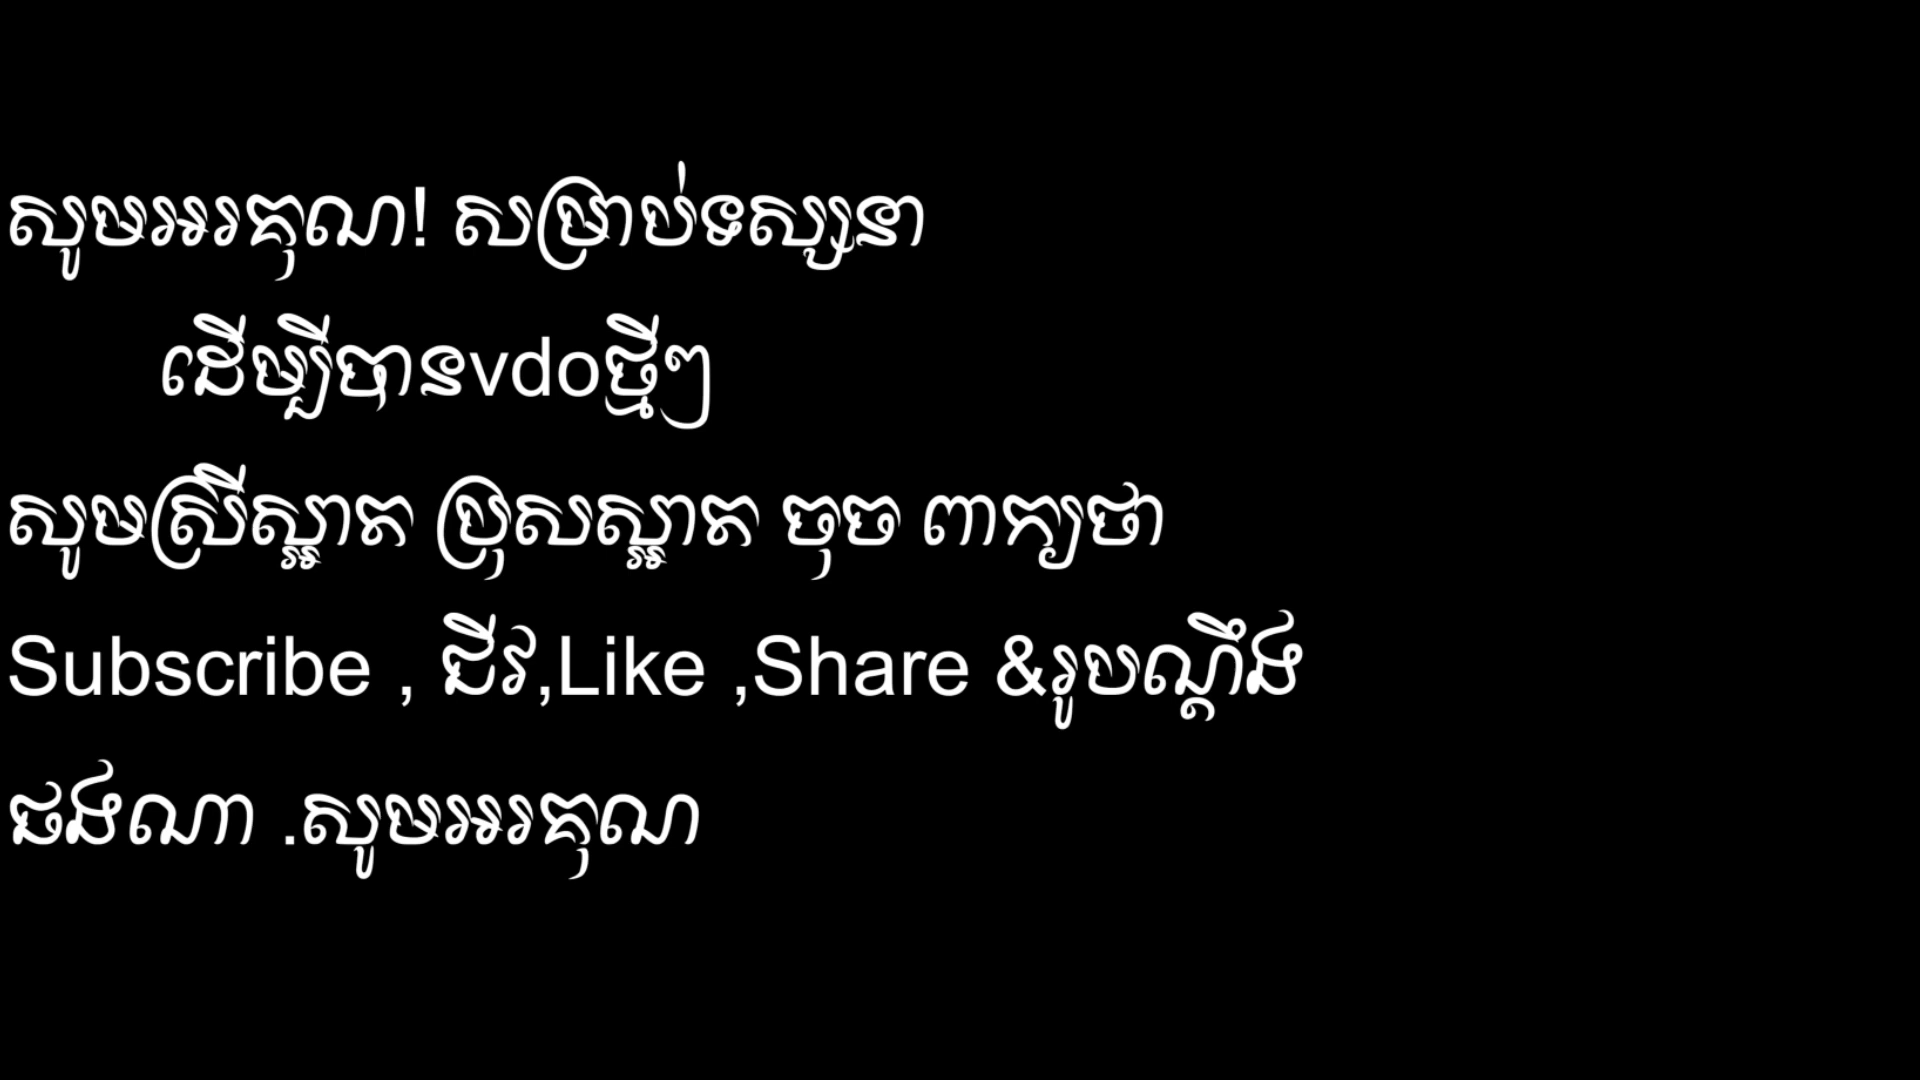 សូមអរគុណ! សម្រាប់ទស្សនា
ដើម្បីបានvdoថ្មីៗ
សូមស្រីស្អាត ប្រុសស្អាត ចុច ពាក្យថា
Subscribe , ជីវ,Like ,Share &រូបណ្ដឹង
ផងណា .សូមអរគុណ